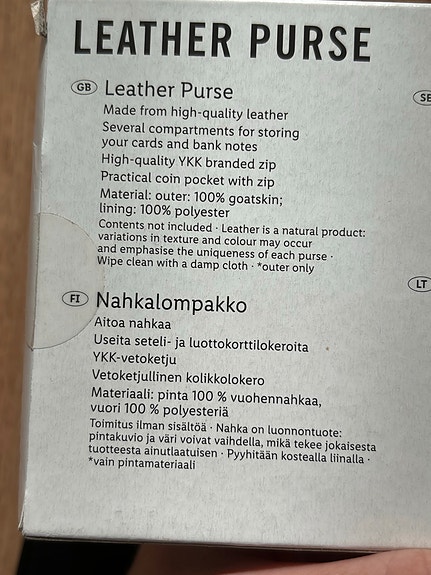 LEATHER PURSE
GB Leather Purse
Made from high-quality leather
Several compartments for storing
your cards and bank notes
High-quality YKK branded zip
Practical coin pocket with zip
Material: outer: 100% goatskin;
lining: 100% polyester
Contents not included · Leather is a natural product:
variations in texture and colour may occur
and emphasise the uniqueness of each purse ·
Wipe clean with a damp cloth · *outer only
FI Nahkalompakko
Aitoa nahkaa
Useita seteli- ja luottokorttilokeroita
YKK-vetoketju
Vetoketjullinen kolikkolokero
Materiaali: pinta 100 % vuohennahkaa,
vuori 100 % polyesteriä
Toimitus ilman sisältöä · Nahka on luonnontuote:
pintakuvio ja väri voivat vaihdella, mikä tekee jokaisesta
tuotteesta ainutlaatuisen · Pyyhitään kostealla liinalla ·
*vain pintamateriaali
SE
LT